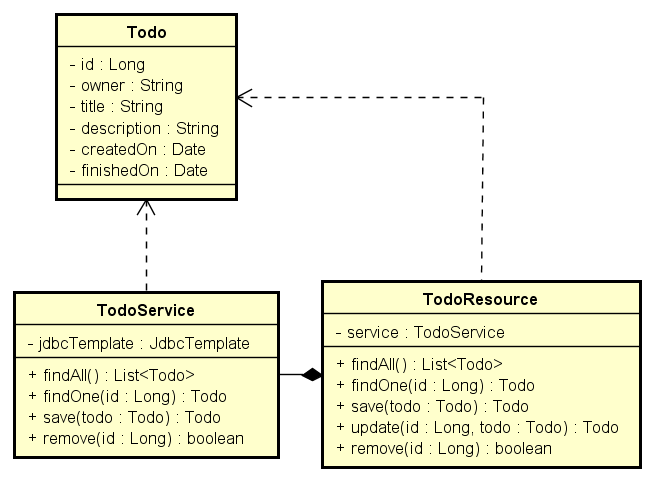 Todo
- id : Long
- owner : String
- title : String
- description : String
- createdOn : Date
- finishedOn : Date
TodoService
- jdbcTemplate : JdbcTemplate
+ findAll() : List<Todo>
+ findOne(id : Long) : Todo
+ save(todo : Todo) : Todo
+ remove(id : Long) : boolean
TodoResource
- service : TodoService
+ findAll() : List<Todo>
+ findOne(id : Long) : Todo
+ save(todo : Todo) : Todo
+ update(id : Long, todo : Todo) : Todo
+ remove(id : Long) : boolean